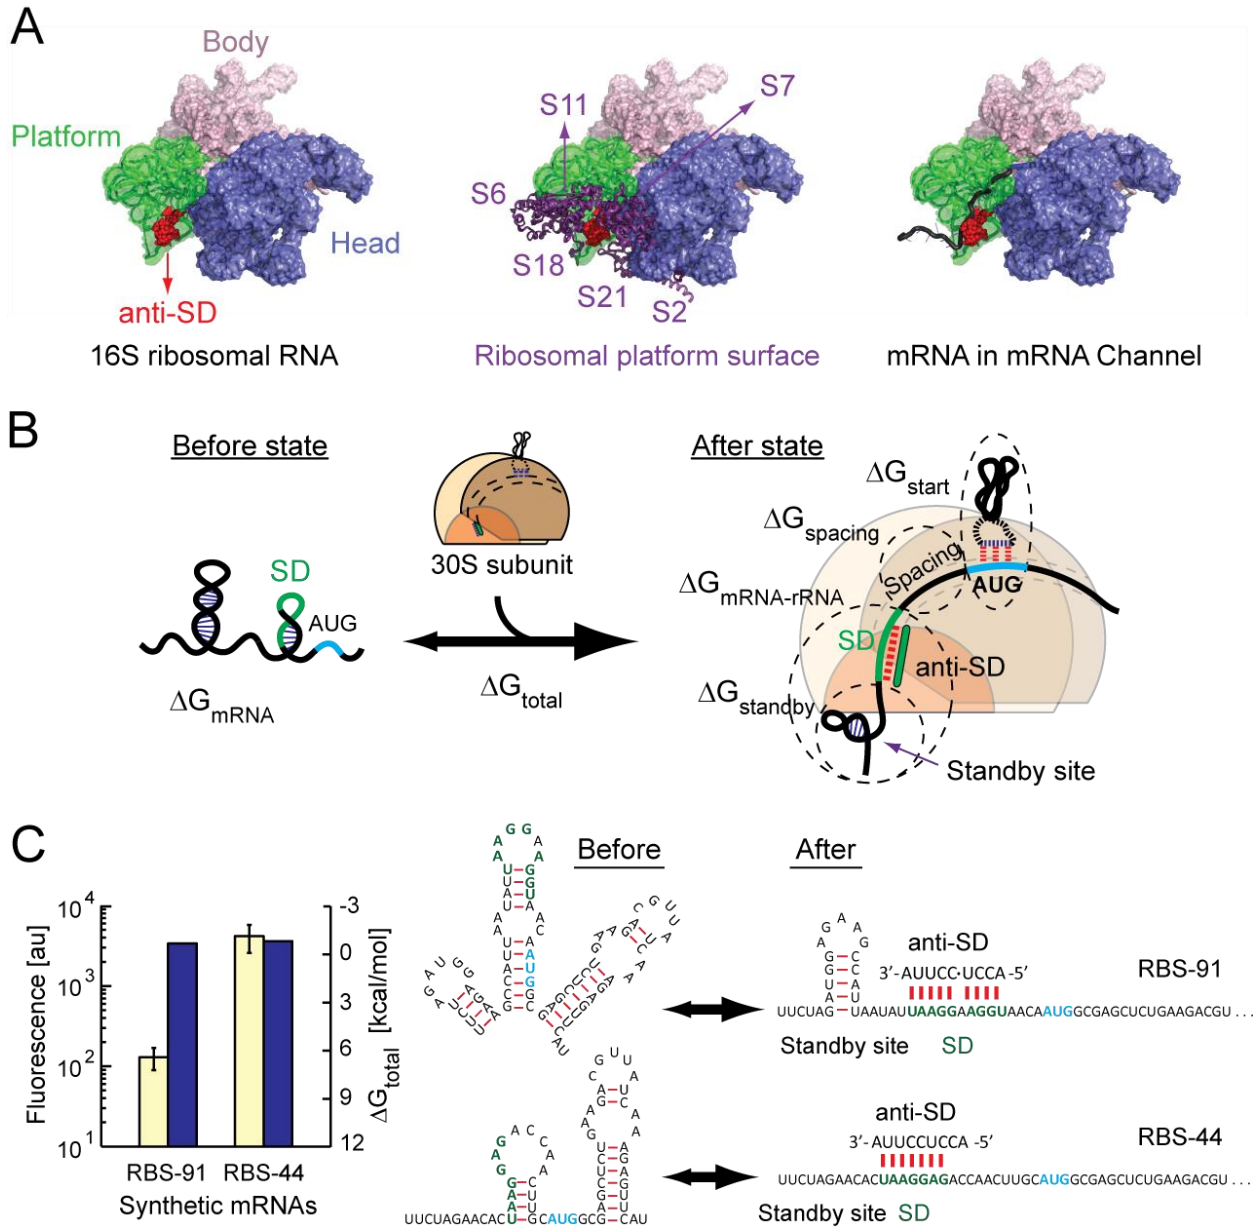 A
Body
Platform
Head
anti-SD
16S ribosomal RNA
S11
S7
S6
S18
S21
S2
Ribosomal platform surface
mRNA in mRNA Channel
B
Before state
SD
AUG
ΔGmRNA
30S subunit
ΔGtotal
After state
ΔGstart
ΔGspacing
Spacing
AUG
ΔGmRNA-rRNA
SD
anti-SD
ΔGstandby
Standby site
C
Fluorescence [au]
10^4
10^3
10^2
10^1
-3
0
3
6
9
12
ΔGtotal [kcal/mol]
RBS-91 RBS-44
Synthetic mRNAs
Before
After
anti-SD
3'- AUUCC·UCCA -5'
RBS-91
UUCUAG
UAAUAUUAAGGAAGGUAACAAUGGCGAGCUCUGAAGACGU...
Standby site SD
anti-SD
3'- AUUCCUCCA -5'
RBS-44
UUCUAGAACACUAAGGAGACCAACUUGCAUGGCGAGCUCUGAAGACGU...
Standby site SD
UUCUAGAACACU
GCAUGGCG
CAU